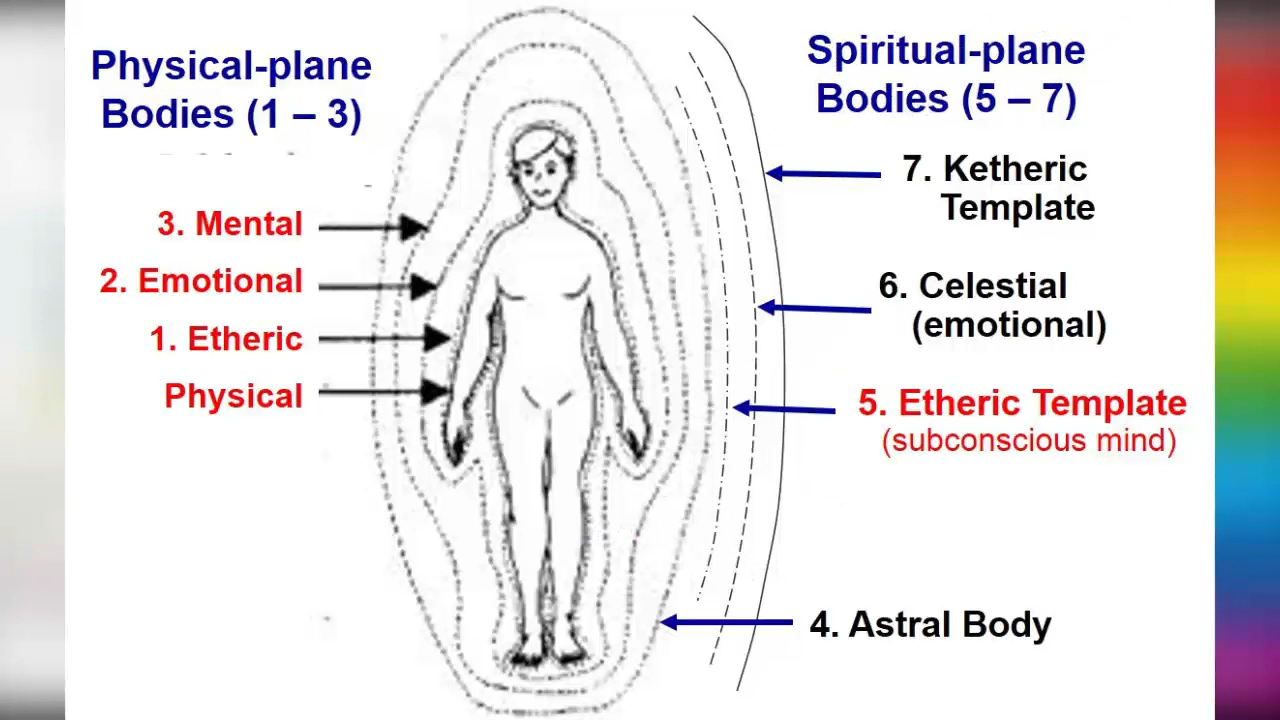 Physical-plane
Bodies (1 – 3)
3. Mental
2. Emotional
1. Etheric
Physical
Spiritual-plane
Bodies (5 – 7)
7. Ketheric
Template
6. Celestial
(emotional)
5. Etheric Template
(subconscious mind)
4. Astral Body